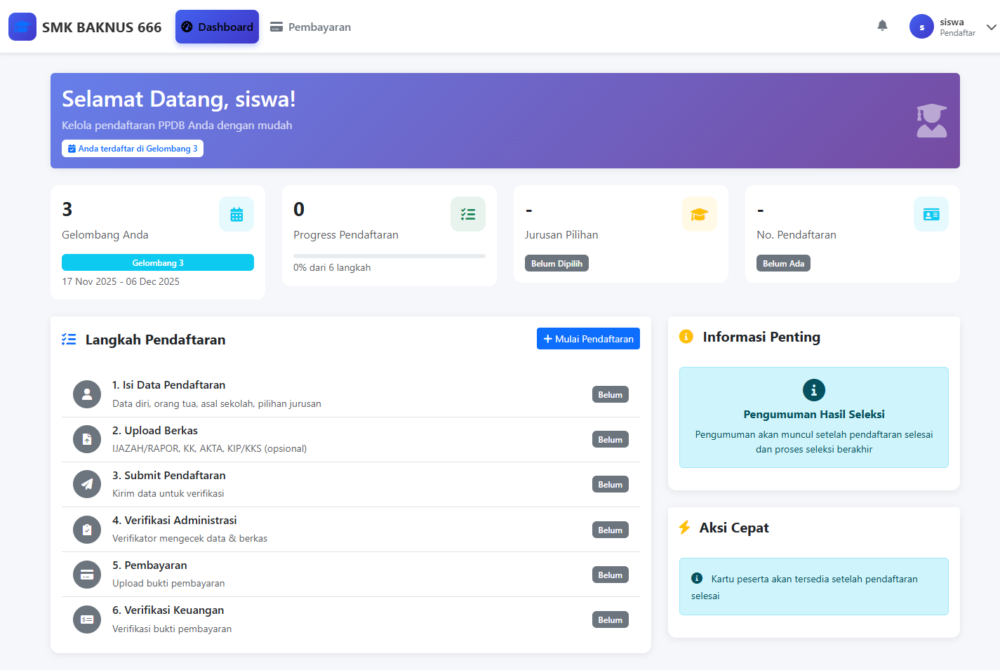 SMK BAKNUS 666
Dashboard
Pembayaran
s
siswa
Pendaftar
Selamat Datang, siswa!
Kelola pendaftaran PPDB Anda dengan mudah
Anda terdaftar di Gelombang 3
3
Gelombang Anda
Gelombang 3
17 Nov 2025 - 06 Dec 2025
0
Progress Pendaftaran
0% dari 6 langkah
-
Jurusan Pilihan
Belum Dipilih
-
No. Pendaftaran
Belum Ada
Langkah Pendaftaran
+ Mulai Pendaftaran
1. Isi Data Pendaftaran
Data diri, orang tua, asal sekolah, pilihan jurusan
Belum
2. Upload Berkas
IJAZAH/RAPOR, KK, AKTA, KIP/KKS (opsional)
Belum
3. Submit Pendaftaran
Kirim data untuk verifikasi
Belum
4. Verifikasi Administrasi
Verifikator mengecek data & berkas
Belum
5. Pembayaran
Upload bukti pembayaran
Belum
6. Verifikasi Keuangan
Verifikasi bukti pembayaran
Belum
Informasi Penting
Pengumuman Hasil Seleksi
Pengumuman akan muncul setelah pendaftaran selesai
dan proses seleksi berakhir
Aksi Cepat
Kartu peserta akan tersedia setelah pendaftaran
selesai